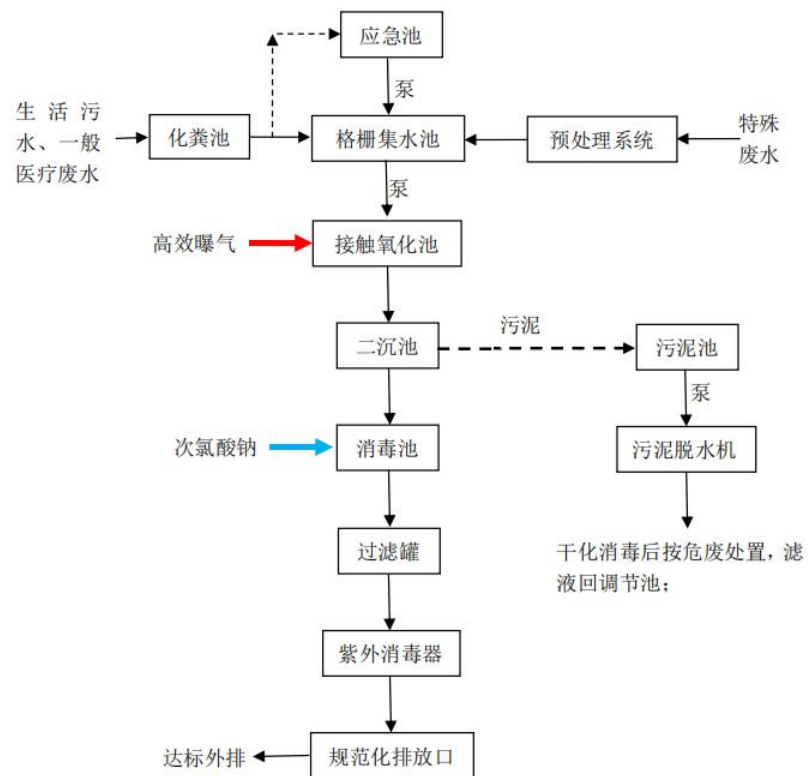 应急池
泵
生活污
水、一般
医疗废水
化粪池
格栅集水池
预处理系统
特殊
废水
泵
高效曝气
接触氧化池
污泥
二沉池
污泥池
泵
次氯酸钠
消毒池
污泥脱水机
过滤罐
干化消毒后按危废处置，滤
液回调节池；
紫外消毒器
达标外排
规范化排放口